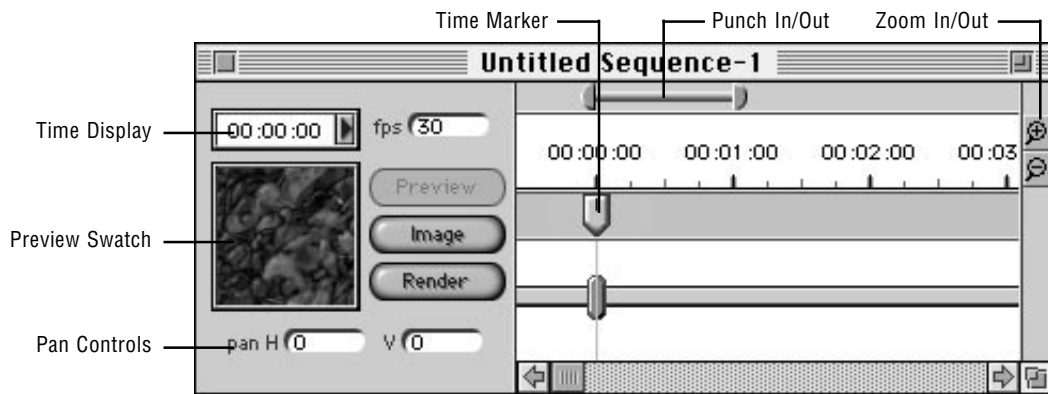 Time Marker
Punch In/Out
Zoom In/Out
Untitled Sequence-1
Time Display
00:00:00
fps 30
00:00:00 00:01:00 00:02:00 00:03
Preview
Preview Swatch
Image
Render
Pan Controls
pan H 0 V 0